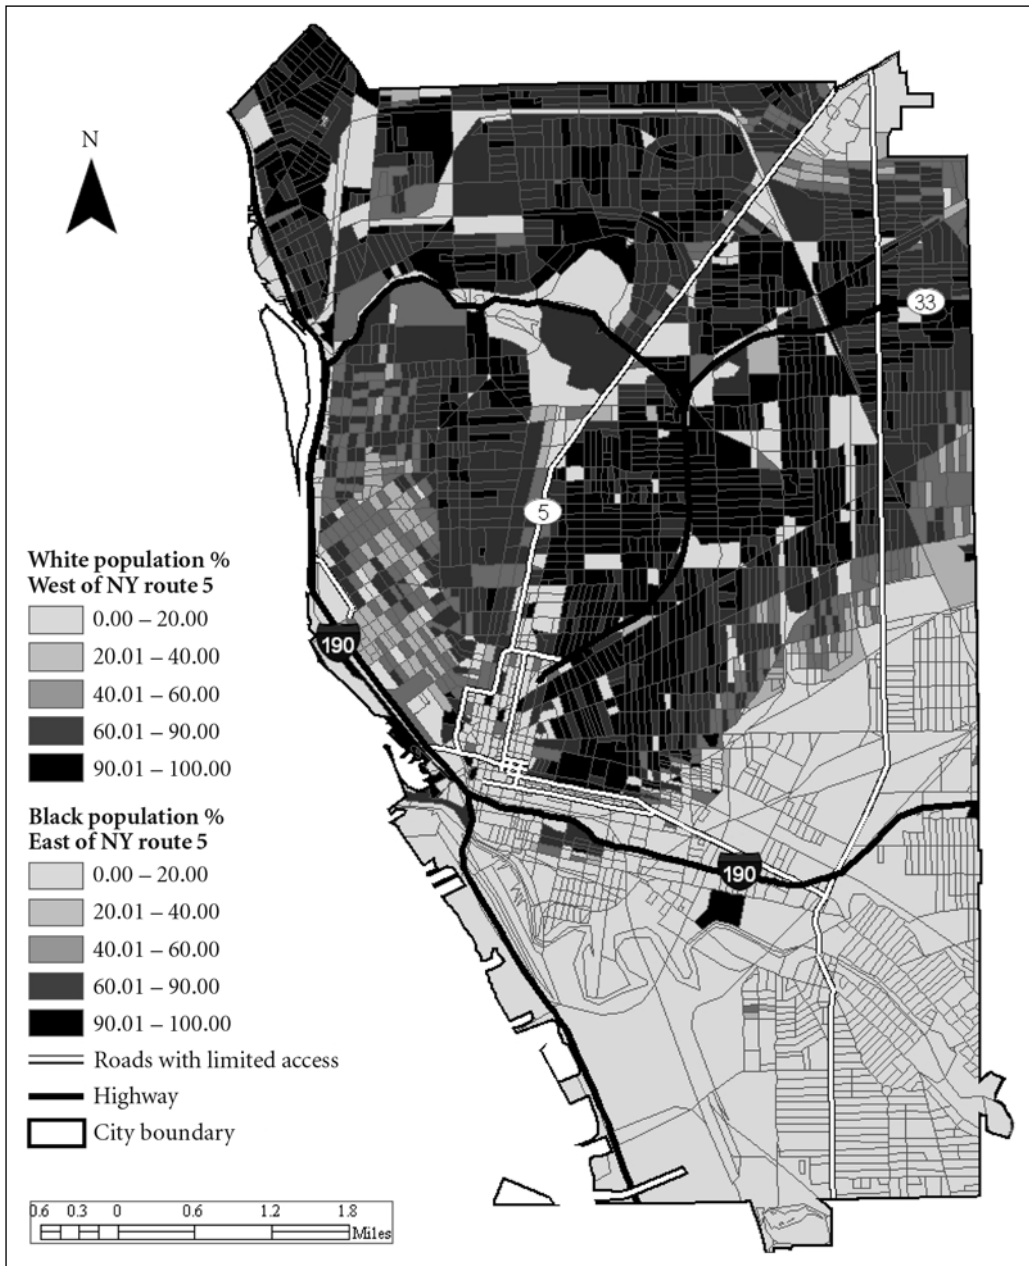 N
33
5
White population %
West of NY route 5
0.00 – 20.00
20.01 – 40.00
40.01 – 60.00
60.01 – 90.00
90.01 – 100.00
190
Black population %
East of NY route 5
0.00 – 20.00
20.01 – 40.00
40.01 – 60.00
60.01 – 90.00
90.01 – 100.00
190
Roads with limited access
Highway
City boundary
0.6 0.3 0 0.6 1.2 1.8
Miles